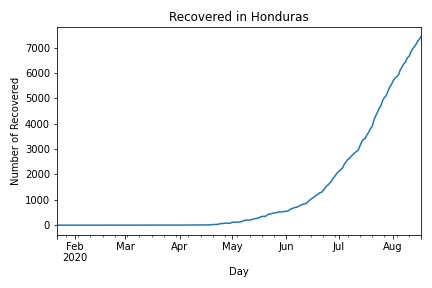 Recovered in Honduras
Number of Recovered
7000
6000
5000
4000
3000
2000
1000
0
Feb Mar Apr May Jun Jul Aug
2020
Day